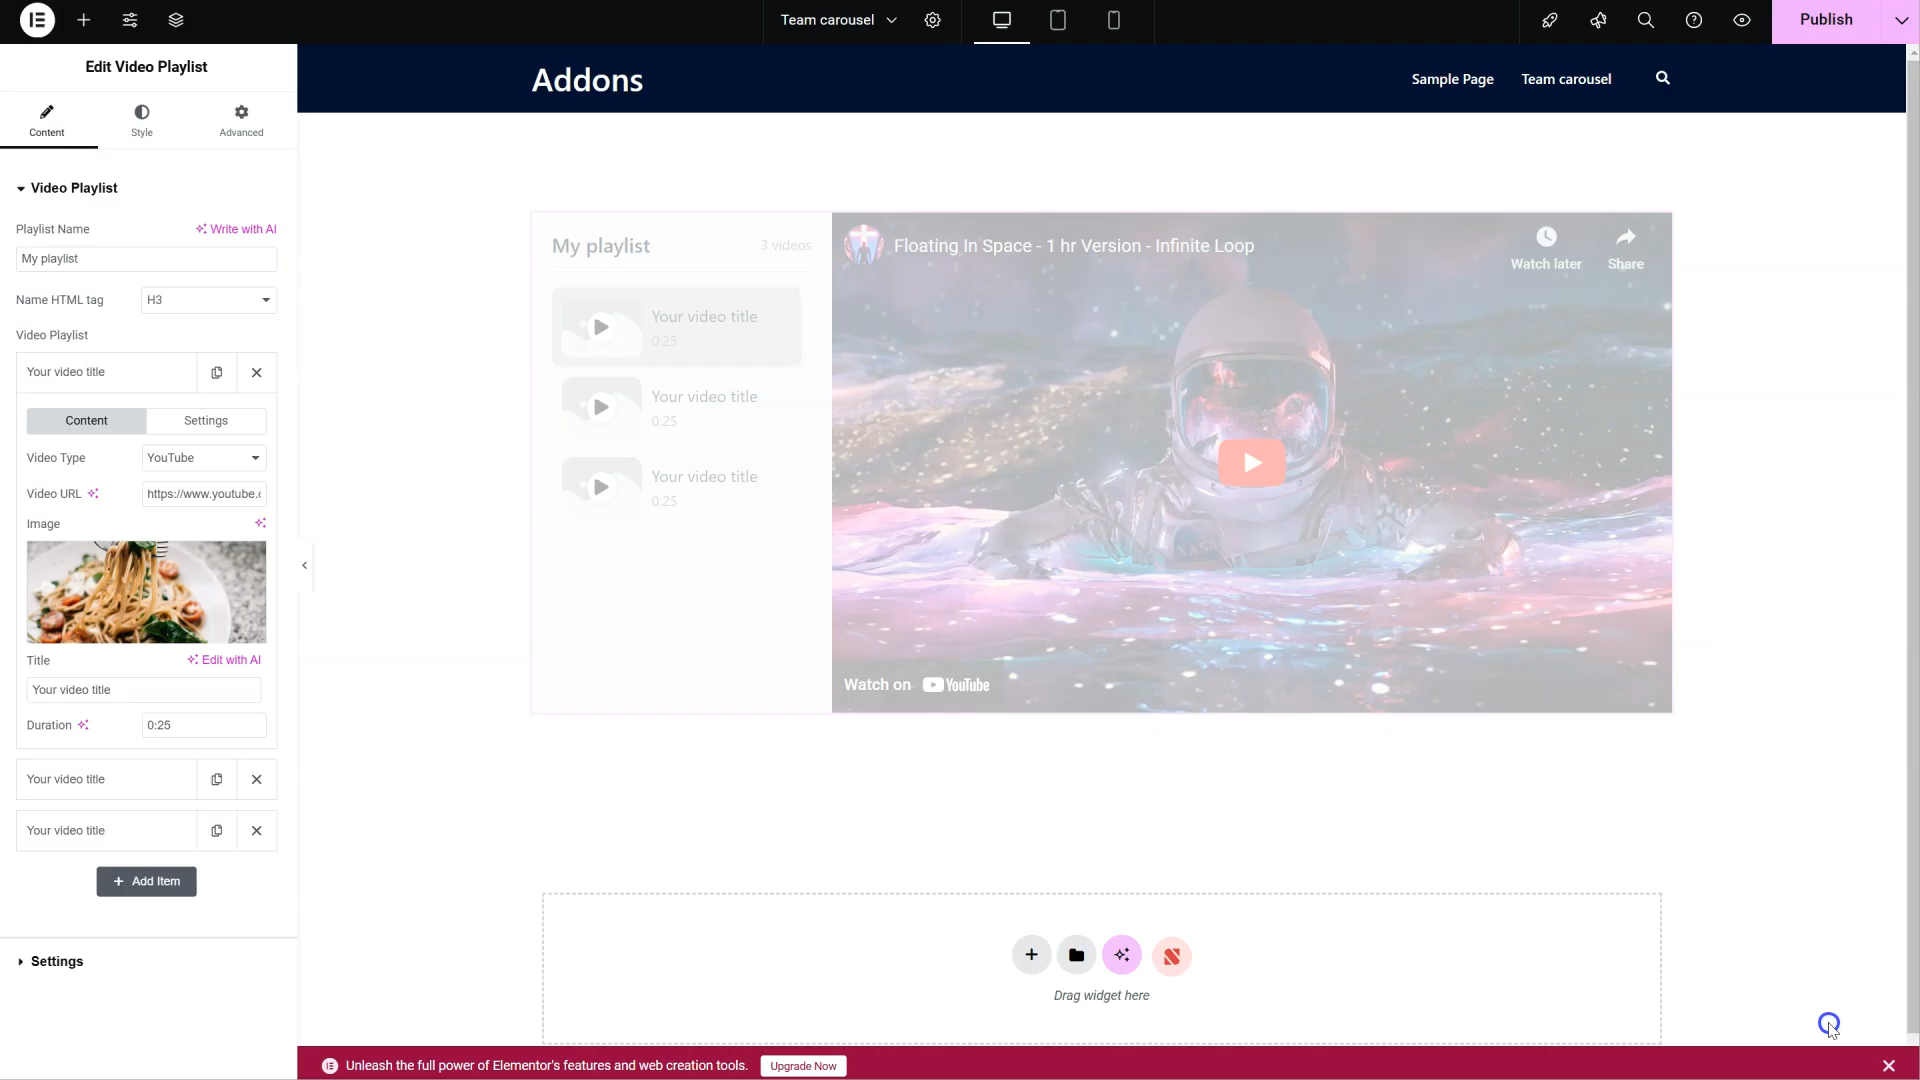 Team carousel
Publish
Edit Video Playlist
Content
Style
Advanced
Video Playlist
Playlist Name
Write with AI
My playlist
Name HTML tag
H3
Video Playlist
Your video title
Content
Settings
Video Type
YouTube
Video URL
https://www.youtube.c
Image
Title
Edit with AI
Your video title
Duration
0:25
Your video title
Your video title
+ Add Item
Settings
Addons
Sample Page
Team carousel
My playlist
3 videos
Your video title
0:25
Your video title
0:25
Your video title
0:25
Floating In Space - 1 hr Version - Infinite Loop
Watch later
Share
Watch on YouTube
Drag widget here
Unleash the full power of Elementor's features and web creation tools.
Upgrade Now